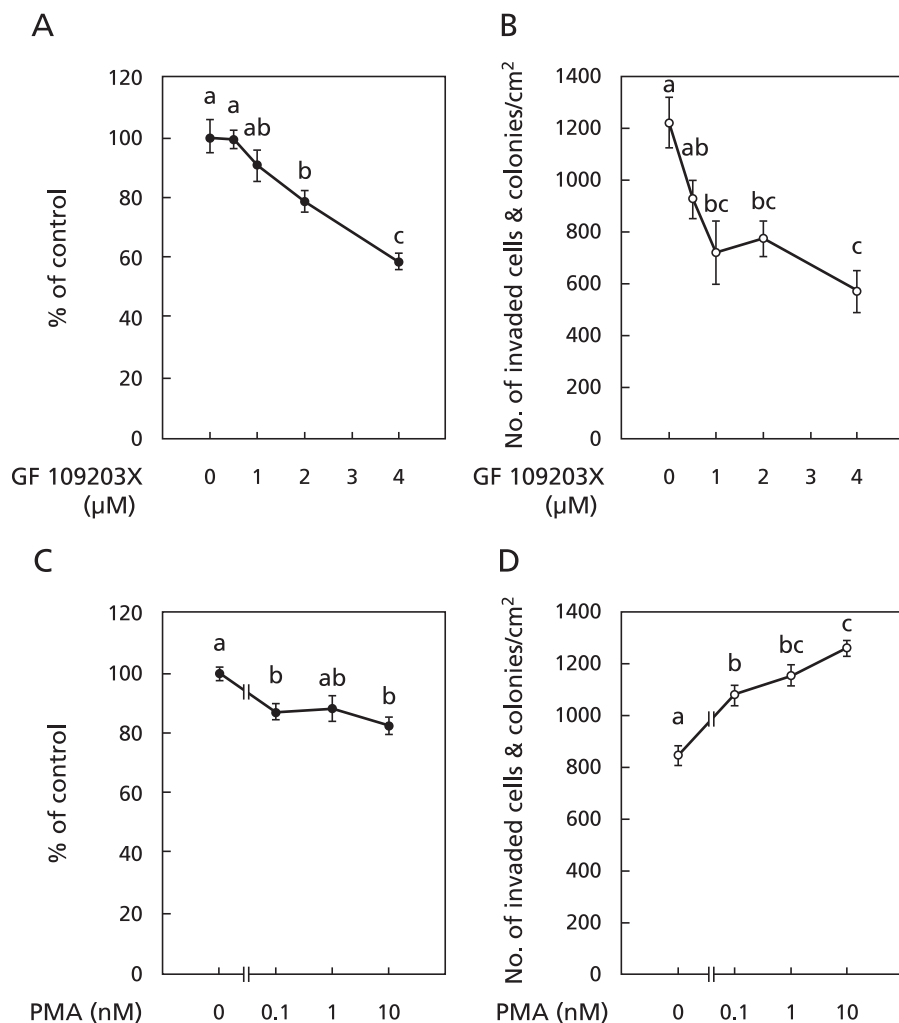 A
% of control
120
100
80
60
40
20
0
a
a
ab
b
c
GF 109203X
(µM)
0 1 2 3 4
B
No. of invaded cells & colonies/cm²
1400
1200
1000
800
600
400
200
0
a
ab
bc
bc
c
GF 109203X
(µM)
0 1 2 3 4
C
% of control
120
100
80
60
40
20
0
a
b
ab
b
PMA (nM) 0 0.1 1 10
D
No. of invaded cells & colonies/cm²
1400
1200
1000
800
600
400
200
0
a
b
bc
c
PMA (nM) 0 0.1 1 10